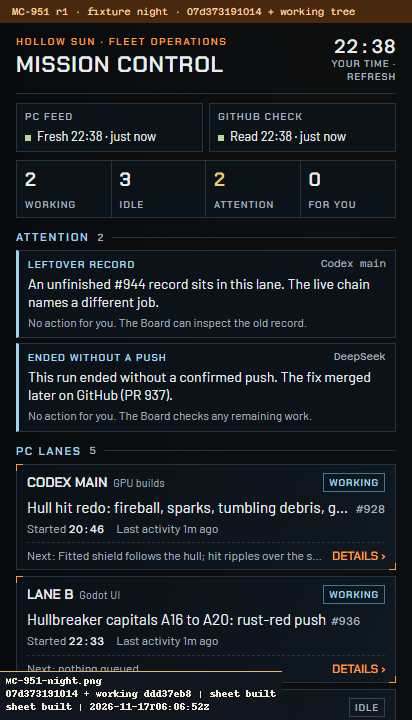 MC-951 r1 · fixture night · 07d373191014 + working tree
HOLLOW SUN · FLEET OPERATIONS
MISSION CONTROL
22:38
YOUR TIME ·
REFRESH
PC FEED
Fresh 22:38 · just now
GITHUB CHECK
Read 22:38 · just now
2
WORKING
3
IDLE
2
ATTENTION
0
FOR YOU
ATTENTION 2
LEFTOVER RECORD
Codex main
An unfinished #944 record sits in this lane. The live chain
names a different job.
No action for you. The Board can inspect the old record.
ENDED WITHOUT A PUSH
DeepSeek
This run ended without a confirmed push. The fix merged
later on GitHub (PR 937).
No action for you. The Board checks any remaining work.
PC LANES 5
CODEX MAIN GPU builds
WORKING
Hull hit redo: fireball, sparks, tumbling debris, g... #928
Started 20:46 Last activity 1m ago
Next: Fitted shield follows the hull; hit ripples over the s...
DETAILS ›
LANE B Godot UI
WORKING
Hullbreaker capitals A16 to A20: rust-red push #936
Started 22:33 Last activity 1m ago
Next: nothing queued
DETAILS ›
IDLE
MC-951-night.png
07d373191014 + working ddd37eb8 | sheet built
sheet built | 2026-11-17T06:06:52Z